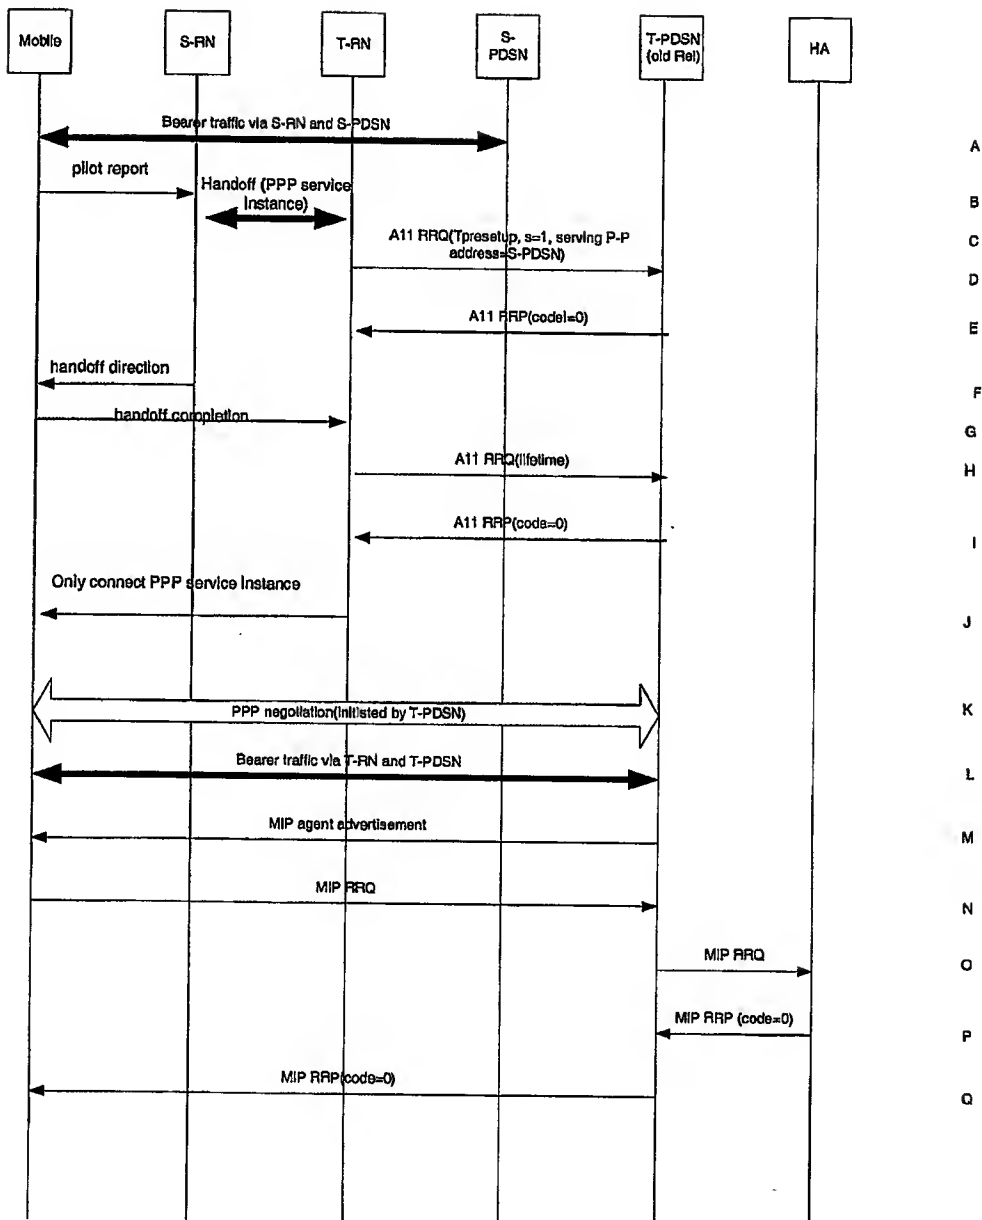 Mobile
S-RN
T-RN
S-
PDSN
T-PDSN
(old Rel)
HA
Bearer traffic via S-RN and S-PDSN
A
pilot report
B
Handoff (PPP service
Instance)
A11 RRQ(Tpresetup, s=1, serving P-P
address=S-PDSN)
C
D
A11 RRP(code!=0)
E
handoff direction
F
handoff completion
G
A11 RRQ(lifetime)
H
A11 RRP(code=0)
I
Only connect PPP service Instance
J
PPP negotiation(initisted by T-PDSN)
K
Bearer traffic via T-RN and T-PDSN
L
MIP agent advertisement
M
MIP RRQ
N
MIP RRQ
O
MIP RRP (code=0)
P
MIP RRP(code=0)
Q